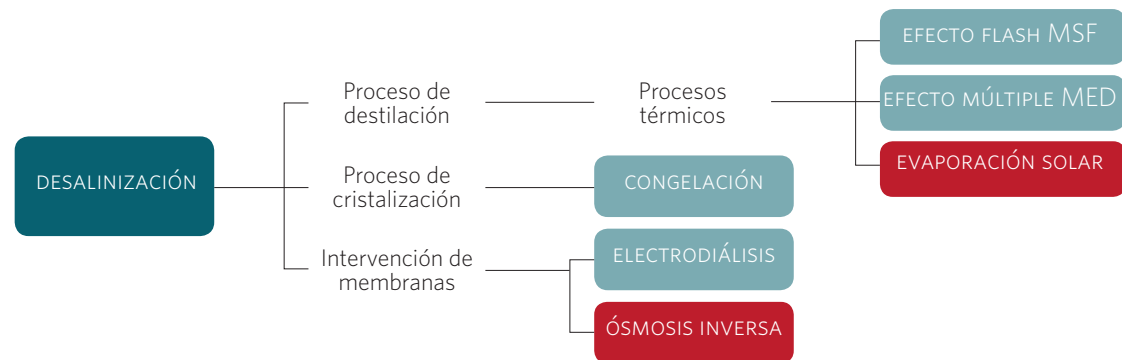 DESALINIZACIÓN
Proceso de
destilación
Procesos
térmicos
EFECTO FLASH MSF
EFECTO MÚLTIPLE MED
EVAPORACIÓN SOLAR
Proceso de
cristalización
CONGELACIÓN
Intervención de
membranas
ELECTRODIÁLISIS
ÓSMOSIS INVERSA